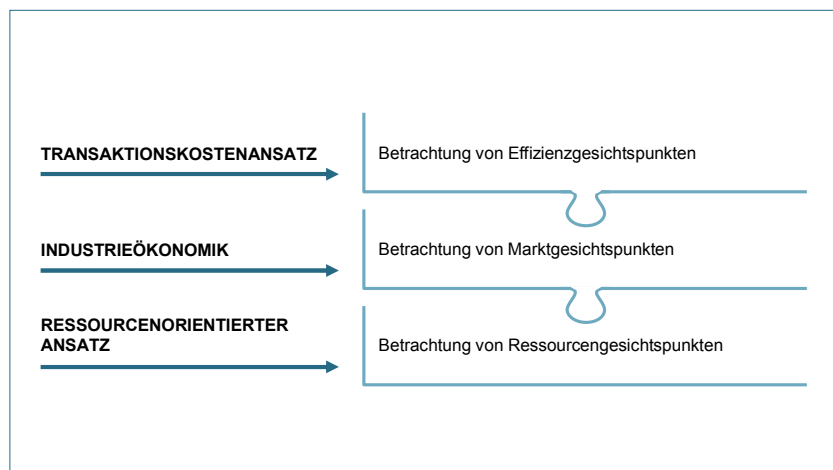 TRANSAKTIONSKOSTENANSATZ
Betrachtung von Effizienzgesichtspunkten
INDUSTRIEÖKONOMIK
Betrachtung von Marktgesichtspunkten
RESSOURCENORIENTIERTER
ANSATZ
Betrachtung von Ressourcengesichtspunkten